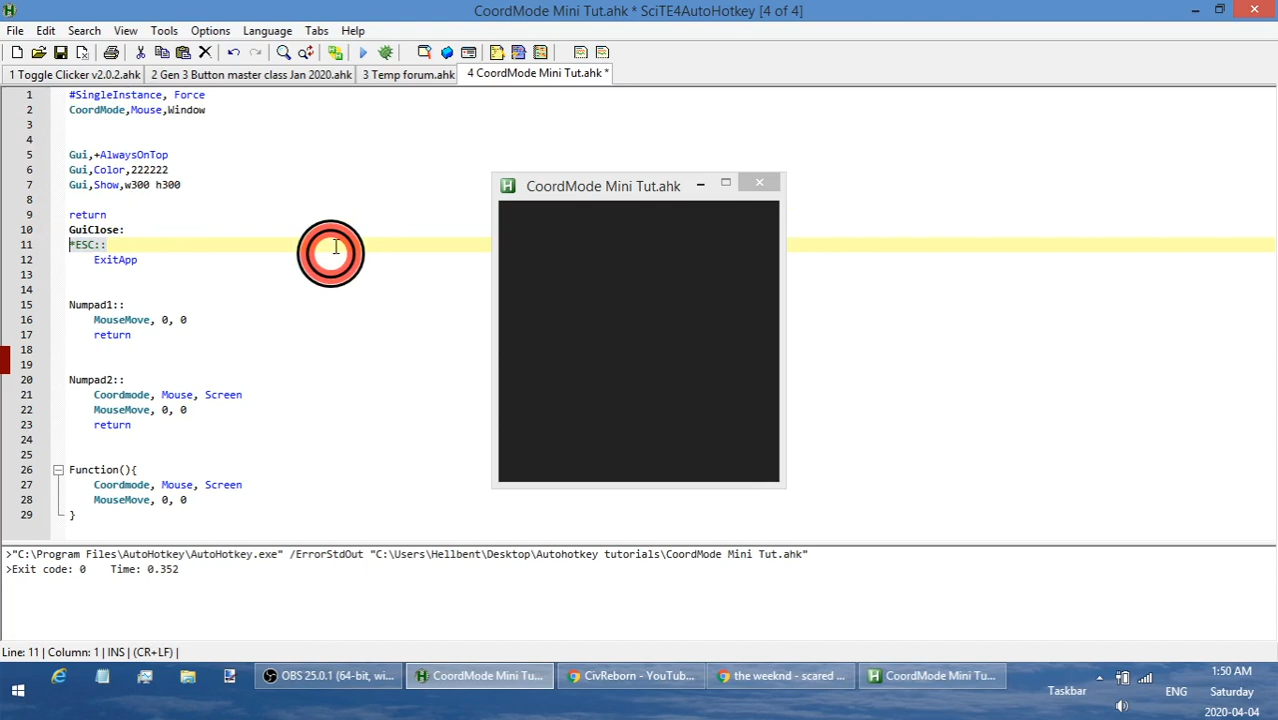 CoordMode Mini Tut.ahk * SciTE4AutoHotkey [4 of 4]
File Edit Search View Tools Options Language Tabs Help
1 Toggle Clicker v2.0.2.ahk 2 Gen 3 Button master class Jan 2020.ahk 3 Temp forum.ahk 4 CoordMode Mini Tut.ahk *
1 #SingleInstance, Force
2 CoordMode,Mouse,Window
3
4
5 Gui,+AlwaysOnTop
6 Gui,Color,222222
7 Gui,Show,w300 h300
8
9 return
10 GuiClose:
11 *ESC::
12 ExitApp
13
14
15 Numpad1::
16 MouseMove, 0, 0
17 return
18
19
20 Numpad2::
21 Coordmode, Mouse, Screen
22 MouseMove, 0, 0
23 return
24
25
26 Function(){
27 Coordmode, Mouse, Screen
28 MouseMove, 0, 0
29 }
CoordMode Mini Tut.ahk
>"C:\Program Files\AutoHotkey\AutoHotkey.exe" /ErrorStdOut "C:\Users\Hellbent\Desktop\Autohotkey tutorials\CoordMode Mini Tut.ahk"
>Exit code: 0 Time: 0.352
Line: 11 | Column: 1 | INS | (CR+LF) |
OBS 25.0.1 (64-bit, wi... CoordMode Mini Tu... CivReborn - YouTub... the weeknd - scared ... CoordMode Mini Tu...
Taskbar
ENG
1:50 AM
Saturday
2020-04-04